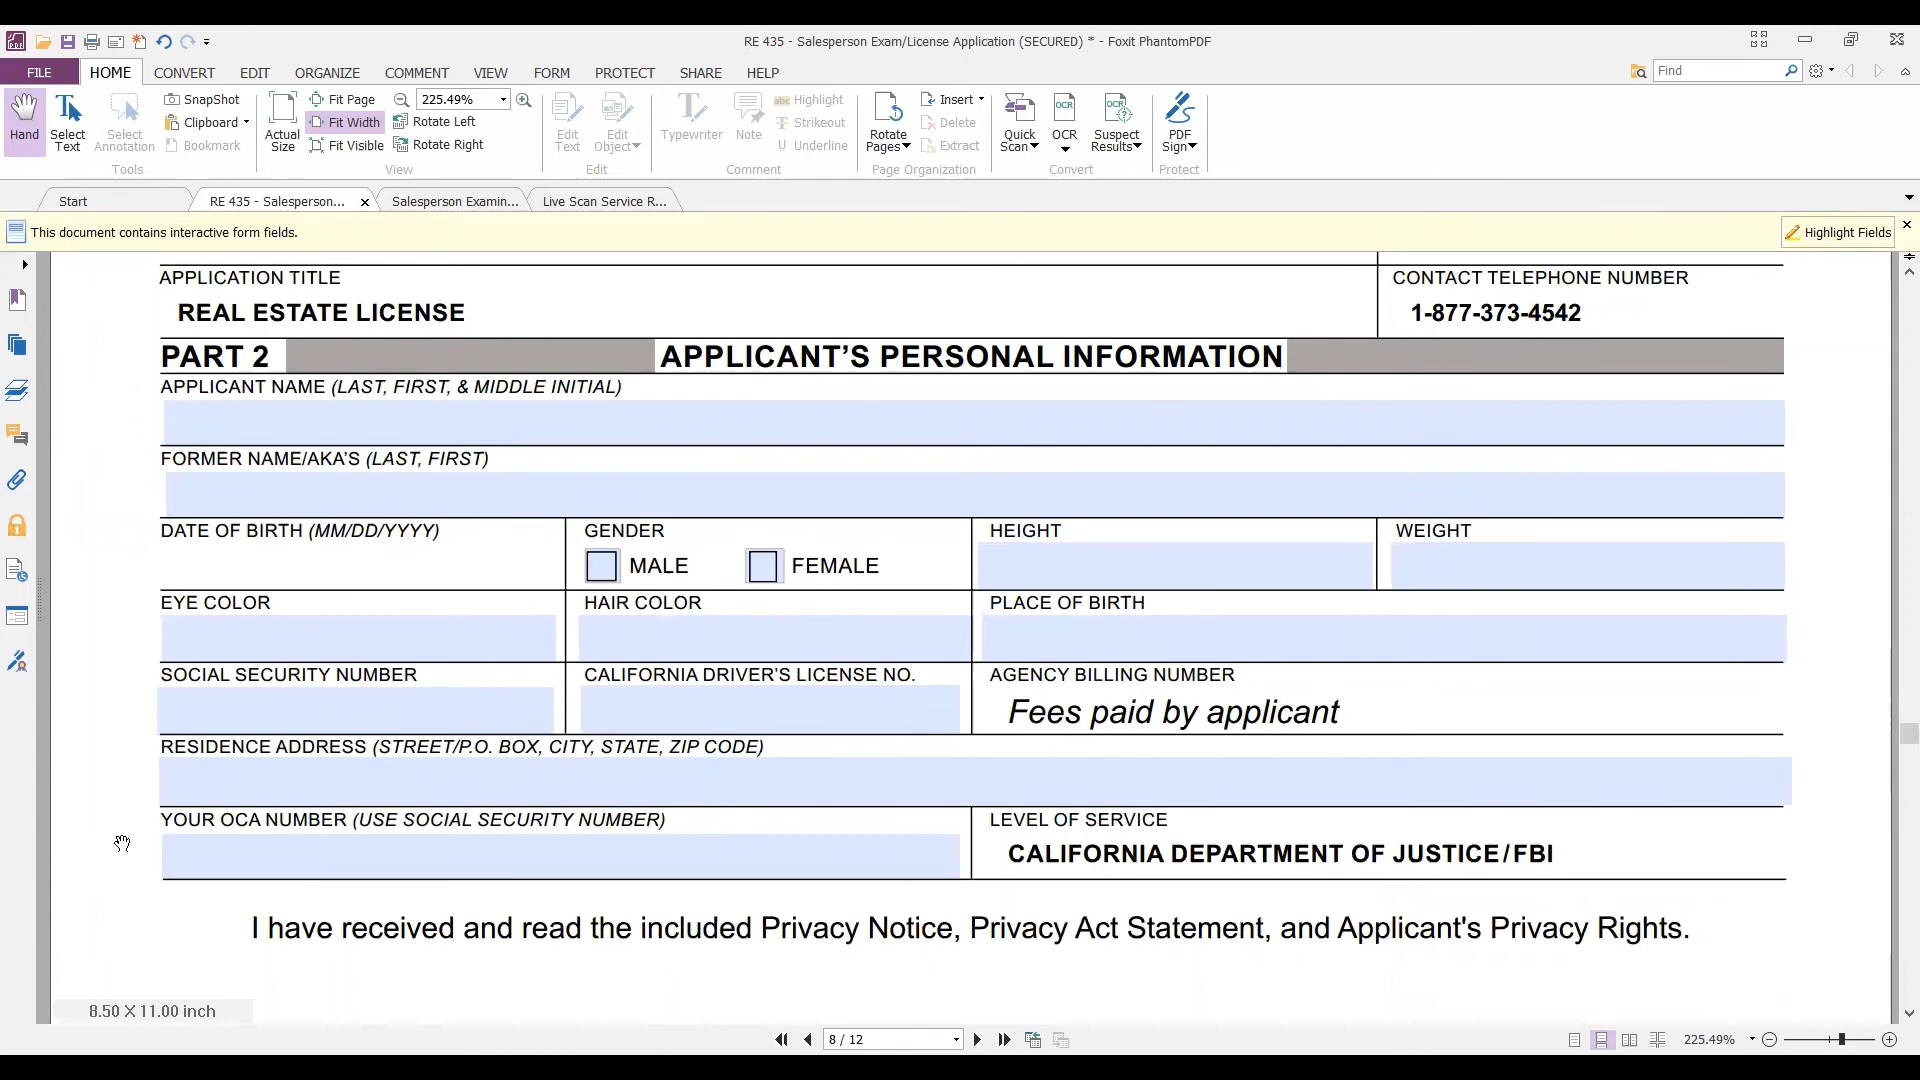 RE 435 - Salesperson Exam/License Application (SECURED) * - Foxit PhantomPDF
FILE HOME CONVERT EDIT ORGANIZE COMMENT VIEW FORM PROTECT SHARE HELP Find
Hand
Select Text
Select Annotation
SnapShot
Clipboard
Bookmark
Tools
Actual Size
Fit Page
Fit Width
Fit Visible
225.49%
Rotate Left
Rotate Right
View
Edit Text
Edit Object
Edit
Typewriter
Note
Highlight
Strikeout
Underline
Comment
Rotate Pages
Insert
Delete
Extract
Page Organization
Quick Scan
OCR
OCR
Suspect Results
Convert
PDF Sign
Protect
Start RE 435 - Salesperson... Salesperson Examin... Live Scan Service R...
This document contains interactive form fields. Highlight Fields
APPLICATION TITLE CONTACT TELEPHONE NUMBER
REAL ESTATE LICENSE 1-877-373-4542
PART 2 APPLICANT’S PERSONAL INFORMATION
APPLICANT NAME (LAST, FIRST, & MIDDLE INITIAL)
FORMER NAME/AKA’S (LAST, FIRST)
DATE OF BIRTH (MM/DD/YYYY) GENDER HEIGHT WEIGHT
MALE FEMALE
EYE COLOR HAIR COLOR PLACE OF BIRTH
SOCIAL SECURITY NUMBER CALIFORNIA DRIVER’S LICENSE NO. AGENCY BILLING NUMBER
Fees paid by applicant
RESIDENCE ADDRESS (STREET/P.O. BOX, CITY, STATE, ZIP CODE)
YOUR OCA NUMBER (USE SOCIAL SECURITY NUMBER) LEVEL OF SERVICE
CALIFORNIA DEPARTMENT OF JUSTICE/FBI
I have received and read the included Privacy Notice, Privacy Act Statement, and Applicant's Privacy Rights.
8.50 X 11.00 inch
8 / 12 225.49%